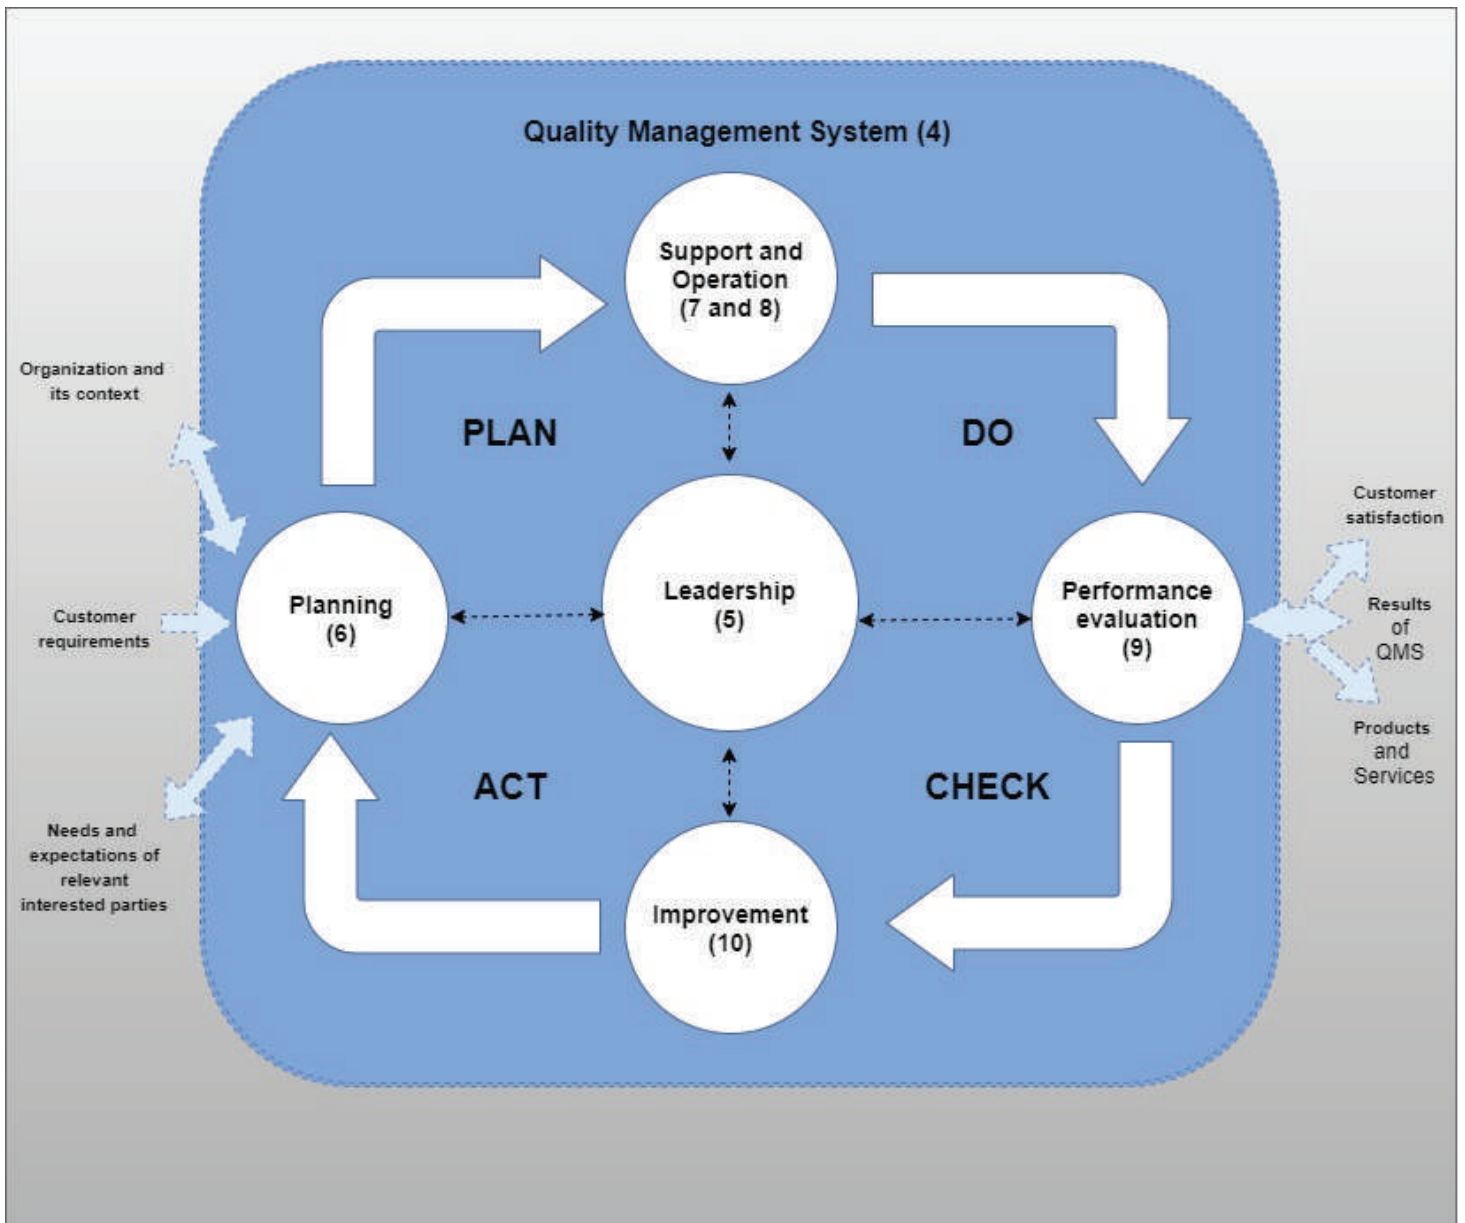 Quality Management System (4)
Support and
Operation
(7 and 8)
Organization and
its context
PLAN
DO
Customer
satisfaction
Planning
(6)
Leadership
(5)
Performance
evaluation
(9)
Customer
requirements
Results
of
QMS
Products
and
Services
ACT
CHECK
Needs and
expectations of
relevant
interested parties
Improvement
(10)